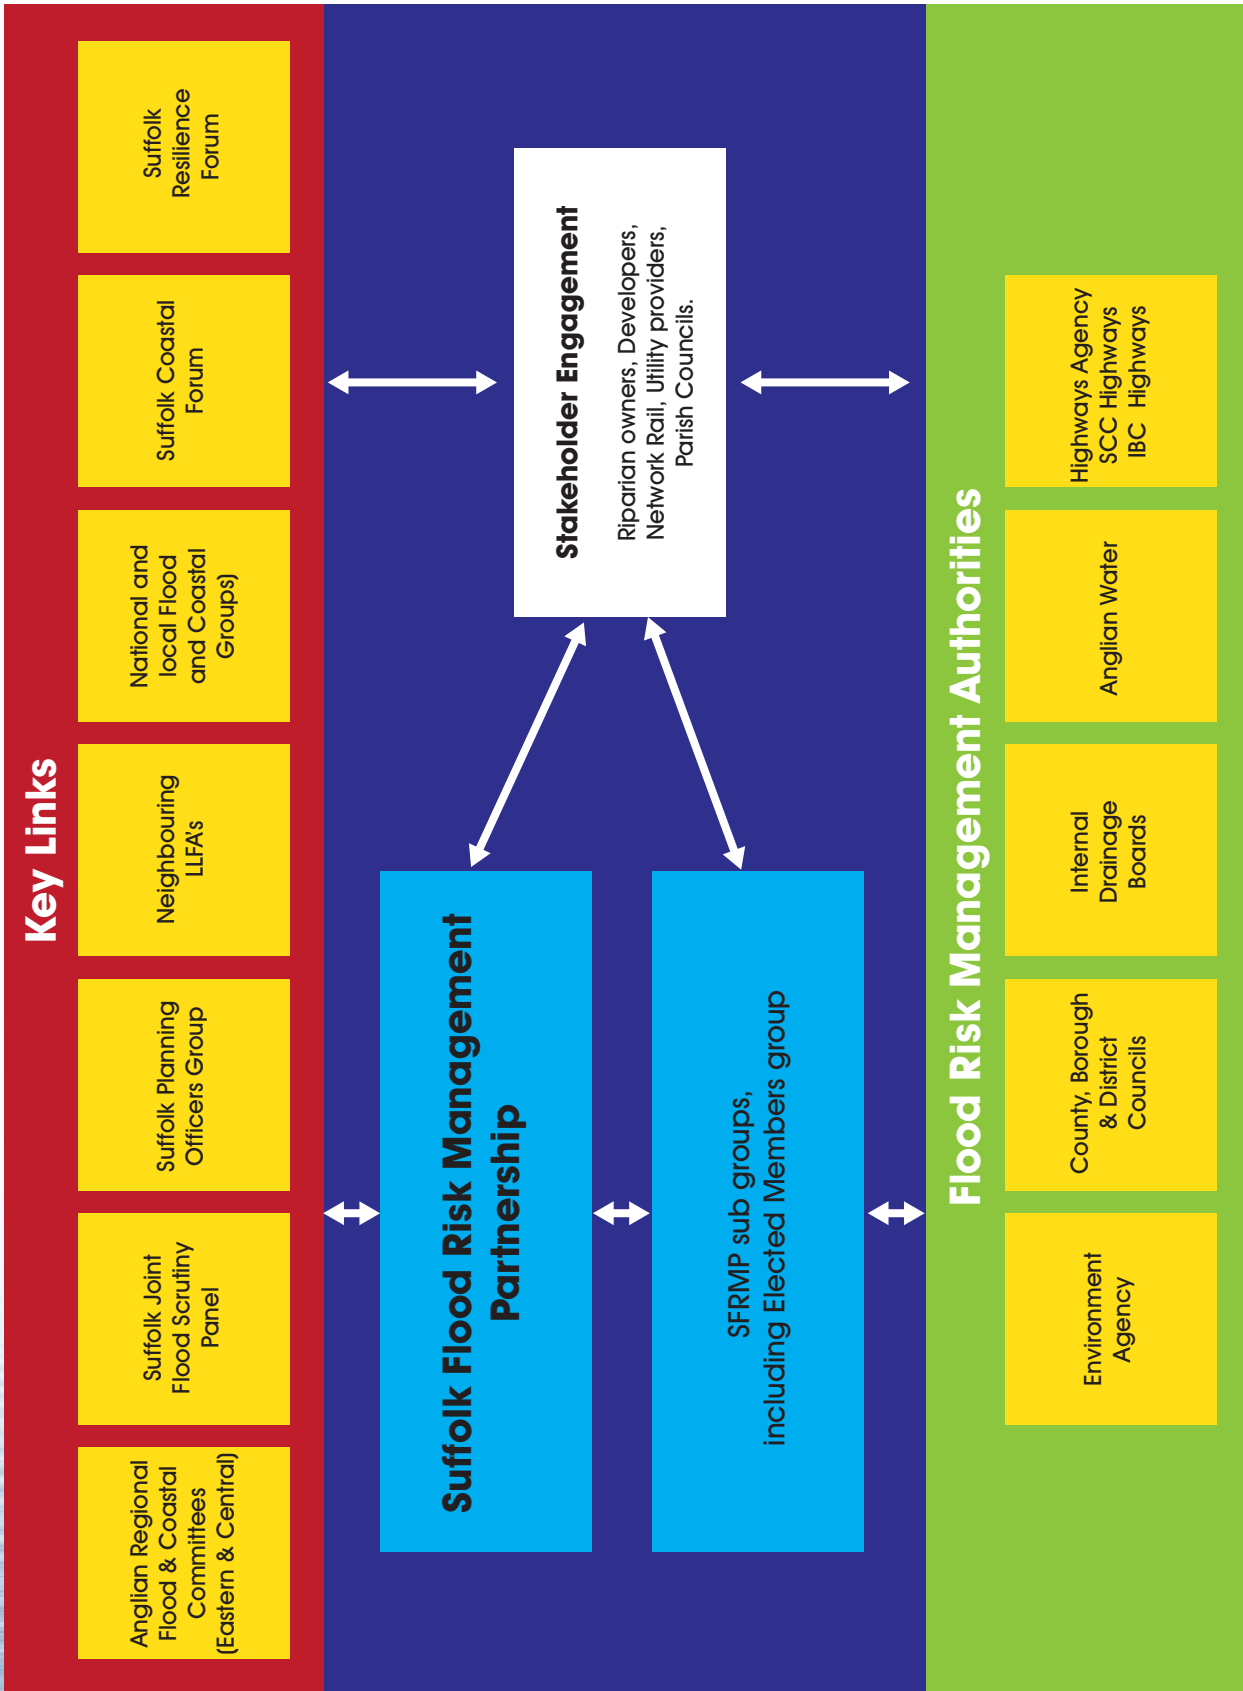 Key Links
Anglian Regional
Flood & Coastal
Committees
(Eastern & Central)
Suffolk Joint
Flood Scrutiny
Panel
Suffolk Planning
Officers Group
Neighbouring
LLFA's
National and
local Flood
and Coastal
Groups)
Suffolk Coastal
Forum
Suffolk
Resilience
Forum
Suffolk Flood Risk Management
Partnership
SFRMP sub groups,
including Elected Members group
Stakeholder Engagement
Riparian owners, Developers,
Network Rail, Utility providers,
Parish Councils.
Flood Risk Management Authorities
Environment
Agency
County, Borough
& District
Councils
Internal
Drainage
Boards
Anglian Water
Highways Agency
SCC Highways
IBC Highways